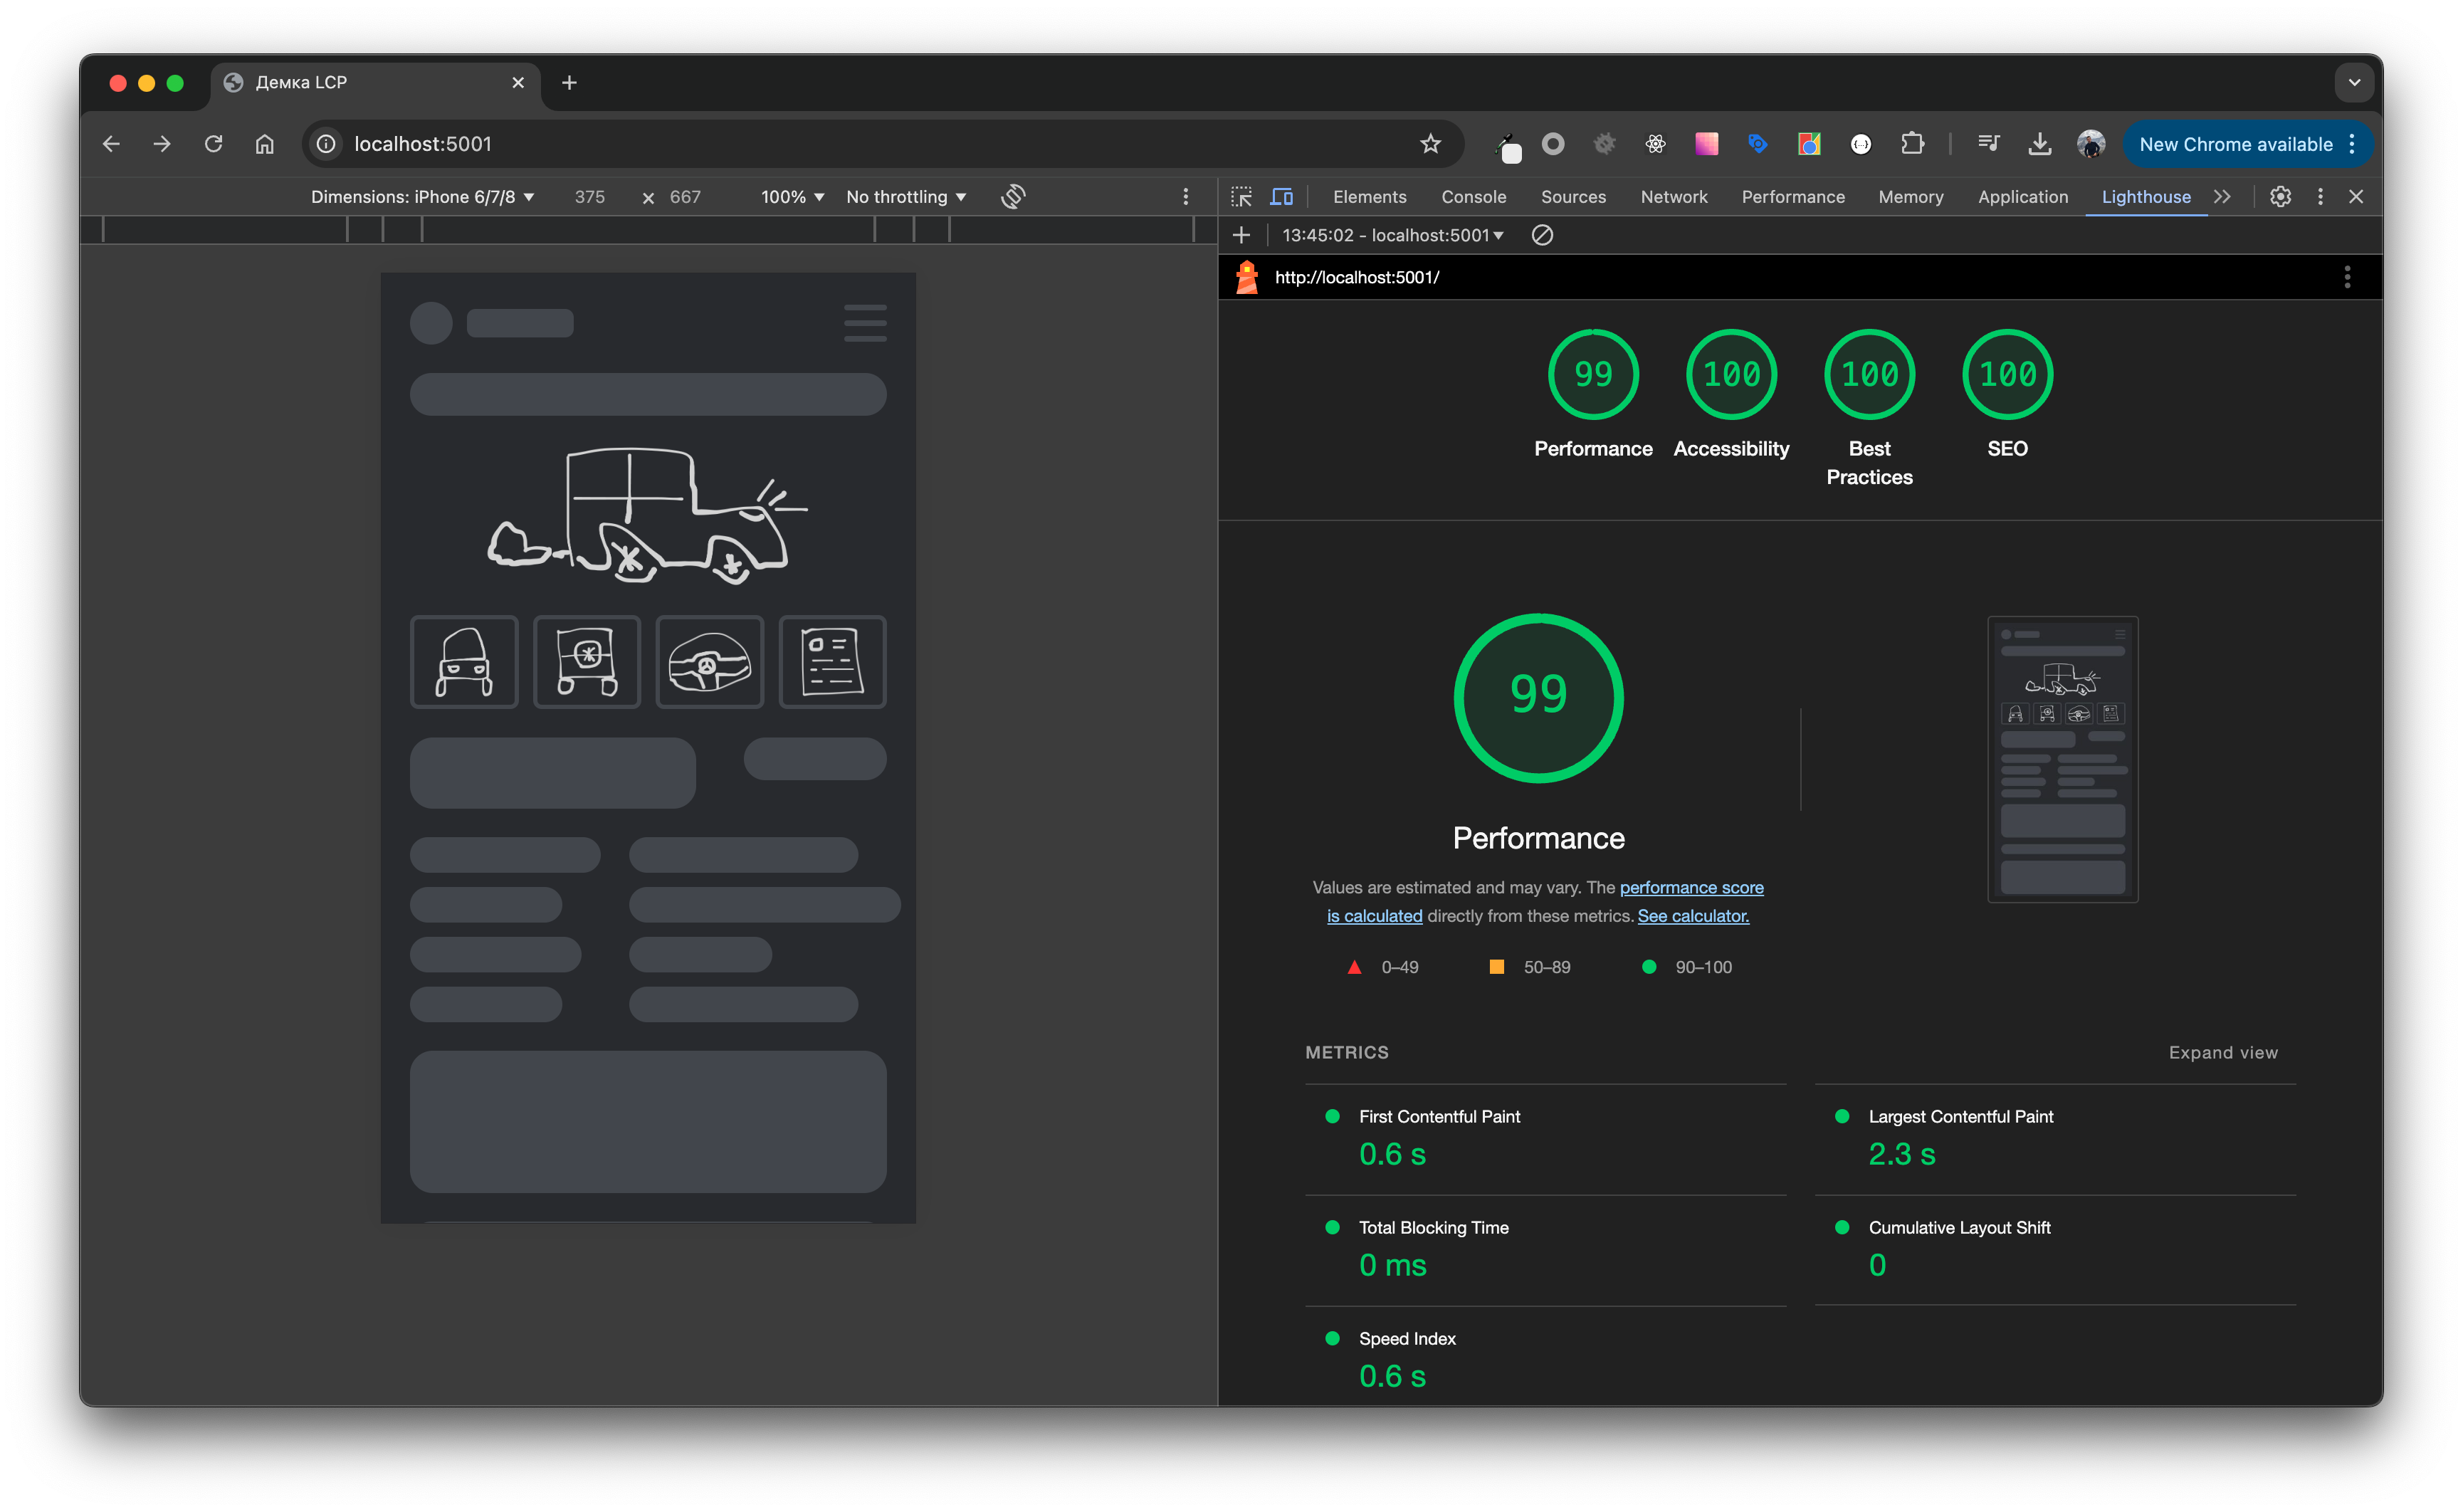 Демка LCP
localhost:5001
New Chrome available
Dimensions: iPhone 6/7/8 375 × 667 100% No throttling
Elements Console Sources Network Performance Memory Application Lighthouse
13:45:02 - localhost:5001
http://localhost:5001/
99 100 100 100
Performance Accessibility Best Practices SEO
99
Performance
Values are estimated and may vary. The performance score
is calculated directly from these metrics. See calculator.
0–49 50–89 90–100
METRICS Expand view
First Contentful Paint
0.6 s
Largest Contentful Paint
2.3 s
Total Blocking Time
0 ms
Cumulative Layout Shift
0
Speed Index
0.6 s